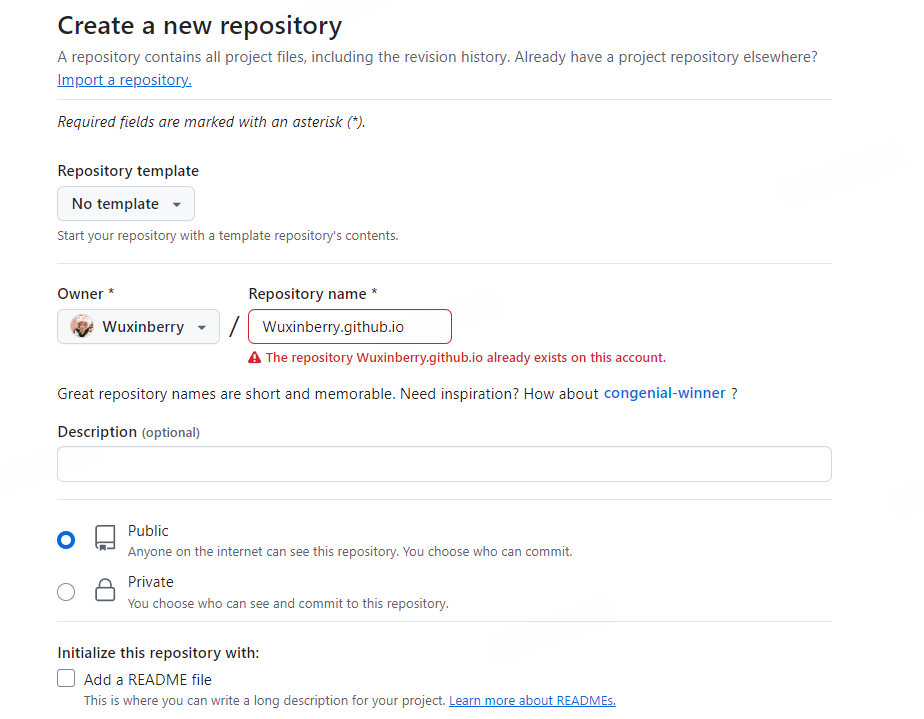 Create a new repository
A repository contains all project files, including the revision history. Already have a project repository elsewhere?
Import a repository.
Required fields are marked with an asterisk (*).
Repository template
No template
Start your repository with a template repository's contents.
Owner *
Repository name *
Wuxinberry
/
Wuxinberry.github.io
The repository Wuxinberry.github.io already exists on this account.
Great repository names are short and memorable. Need inspiration? How about congenial-winner ?
Description (optional)
Public
Anyone on the internet can see this repository. You choose who can commit.
Private
You choose who can see and commit to this repository.
Initialize this repository with:
Add a README file
This is where you can write a long description for your project. Learn more about READMEs.